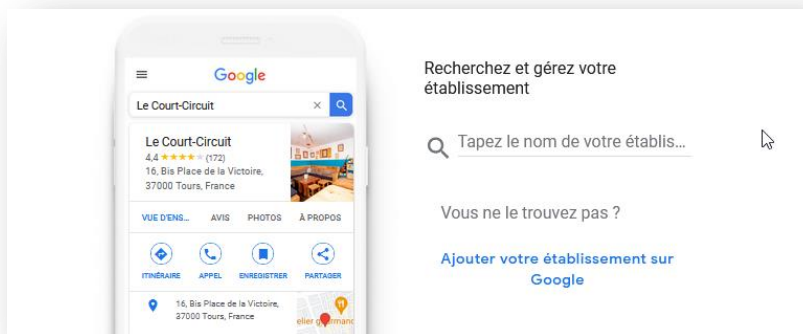 Google
Le Court-Circuit
Le Court-Circuit
4,4 (172)
16, Bis Place de la Victoire,
37000 Tours, France
VUE D'ENS... AVIS PHOTOS À PROPOS
ITINÉRAIRE APPEL ENREGISTRER PARTAGER
16, Bis Place de la Victoire,
37000 Tours, France
elier gourmand
Recherchez et gérez votre
établissement
Tapez le nom de votre établis...
Vous ne le trouvez pas ?
Ajouter votre établissement sur
Google